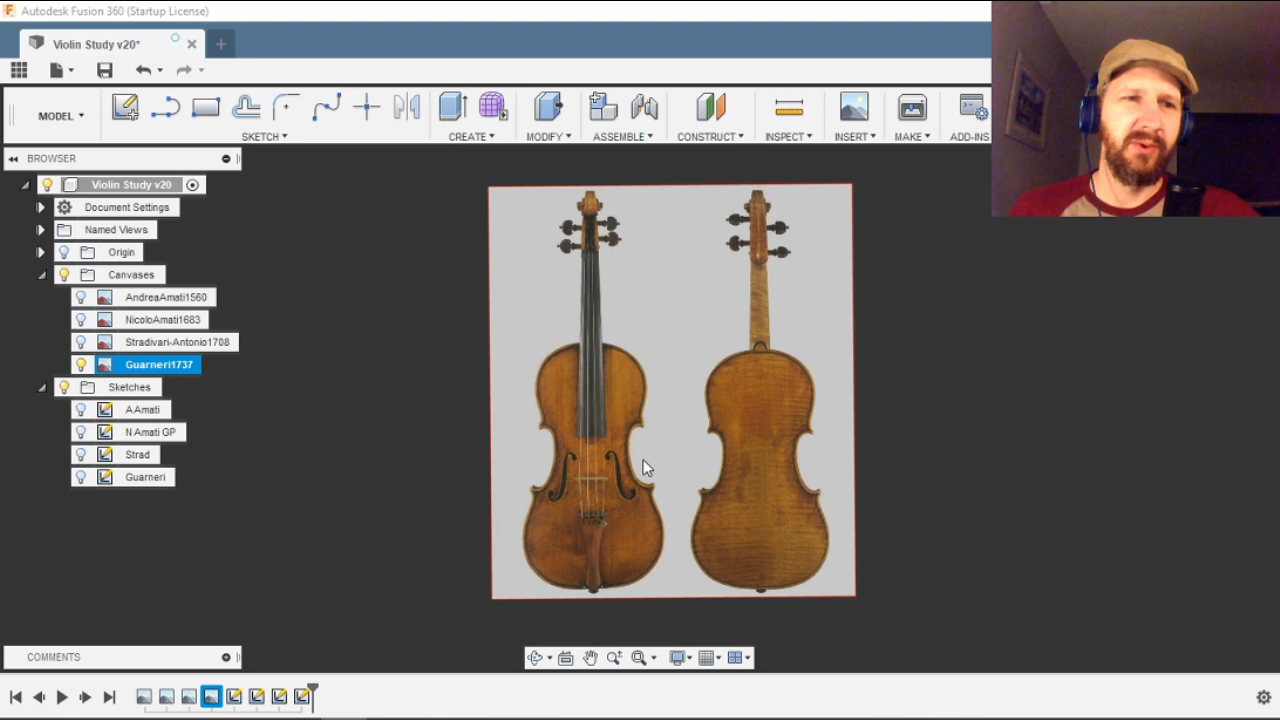 Autodesk Fusion 360 (Startup License)
Violin Study v20*
MODEL
SKETCH
CREATE
MODIFY
ASSEMBLE
CONSTRUCT
INSPECT
INSERT
MAKE
ADD-INS
BROWSER
Violin Study v20
Document Settings
Named Views
Origin
Canvases
AndreaAmati1560
NicoloAmati1683
Stradivari-Antonio1708
Guarneri1737
Sketches
A.Amati
N Amati GP
Strad
Guarneri
COMMENTS